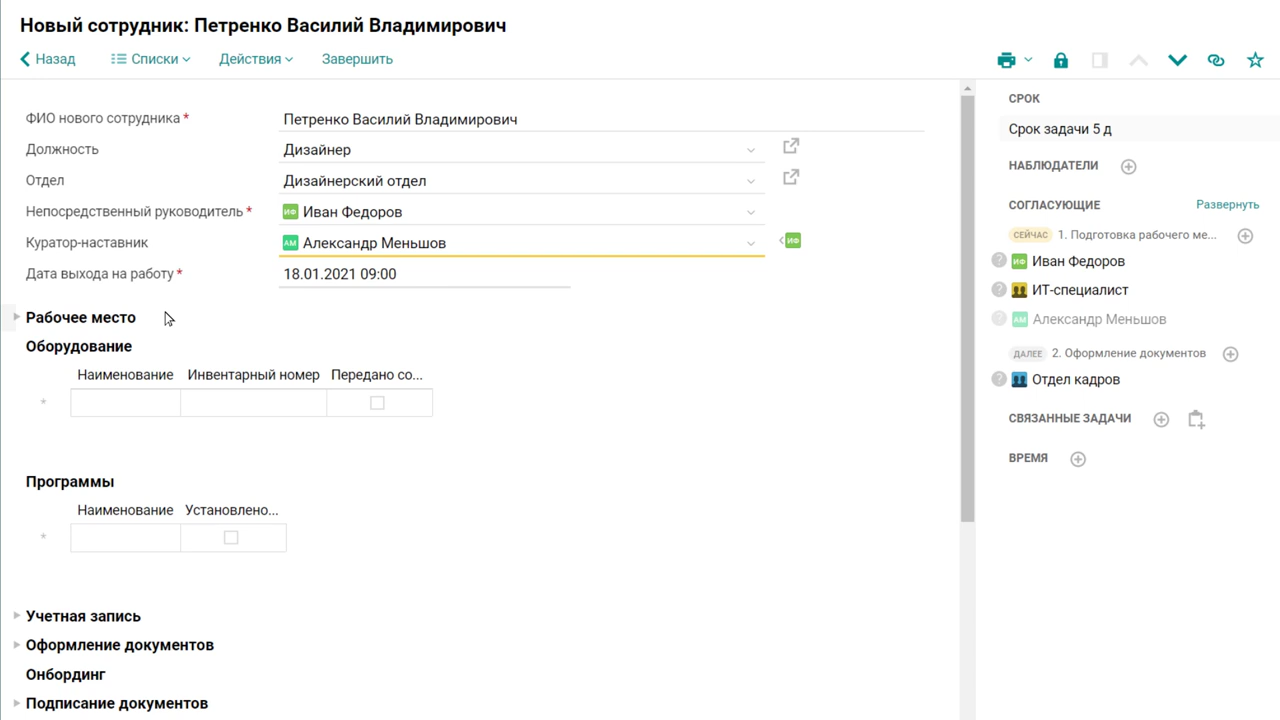 Новый сотрудник: Петренко Василий Владимирович
Назад Списки Действия Завершить
ФИО нового сотрудника * Петренко Василий Владимирович
Должность Дизайнер
Отдел Дизайнерский отдел
Непосредственный руководитель * ИФ Иван Федоров
Куратор-наставник АМ Александр Меньшов ИФ
Дата выхода на работу * 18.01.2021 09:00
Рабочее место
Оборудование
Наименование Инвентарный номер Передано со...
*
Программы
Наименование Установлено...
*
Учетная запись
Оформление документов
Онбординг
Подписание документов
СРОК
Срок задачи 5 д
НАБЛЮДАТЕЛИ
СОГЛАСУЮЩИЕ Развернуть
СЕЙЧАС 1. Подготовка рабочего ме...
? ИФ Иван Федоров
? ИТ-специалист
? АМ Александр Меньшов
ДАЛЕЕ 2. Оформление документов
? Отдел кадров
СВЯЗАННЫЕ ЗАДАЧИ
ВРЕМЯ